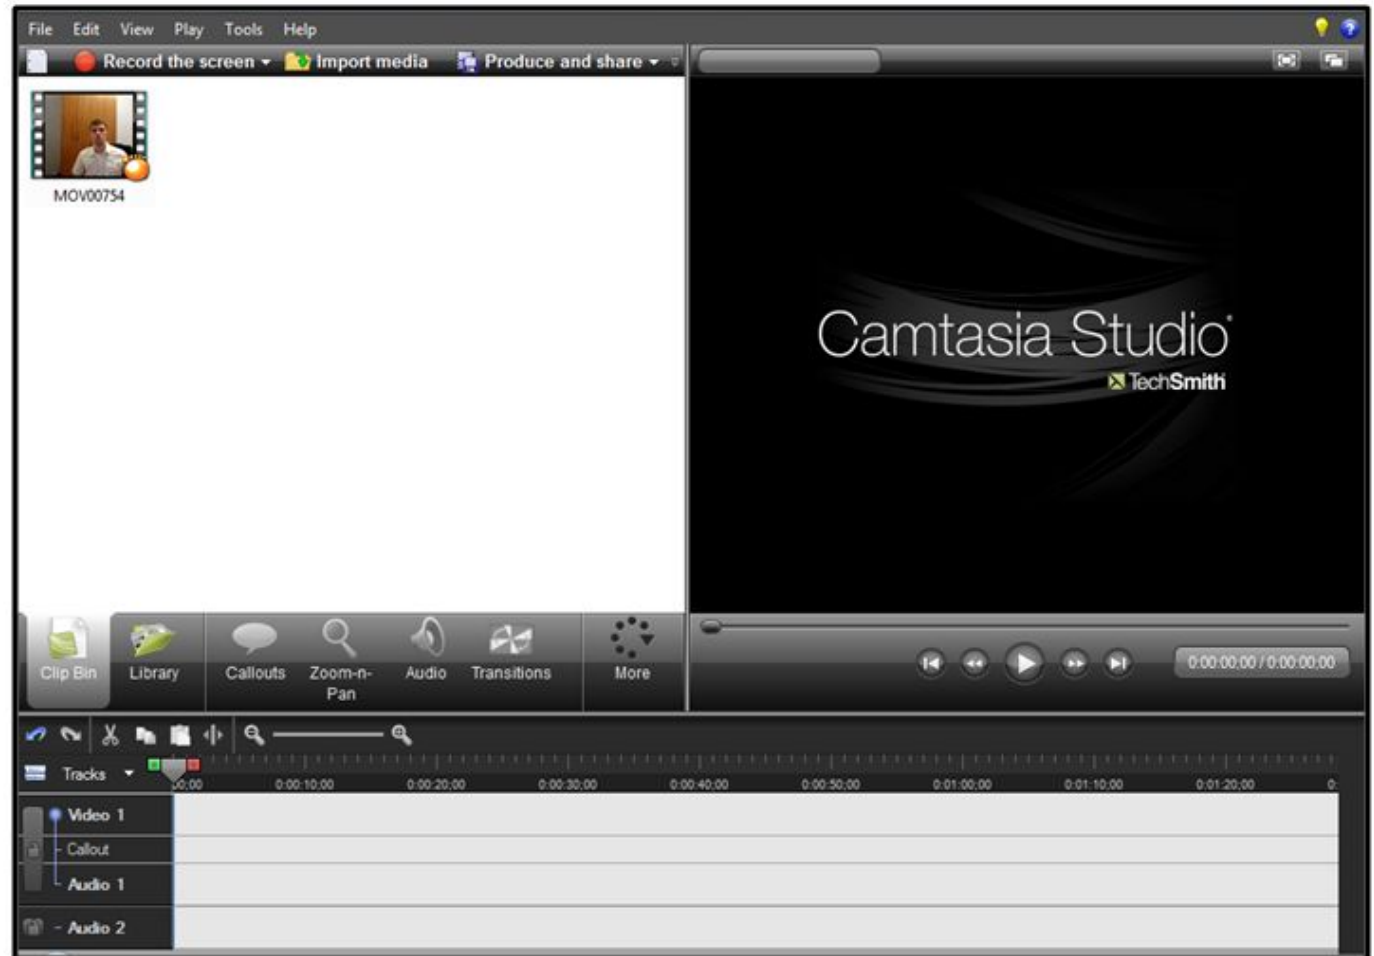 File Edit View Play Tools Help
Record the screen Import media Produce and share
MOV00754
Camtasia Studio
TechSmith
Clip Bin Library Callouts Zoom-n-Pan Audio Transitions More
0:00:00;00 / 0:00:00;00
Tracks
00;00 0:00:10;00 0:00:20;00 0:00:30;00 0:00:40;00 0:00:50;00 0:01:00;00 0:01:10;00 0:01:20;00 0:
Video 1
Callout
Audio 1
Audio 2